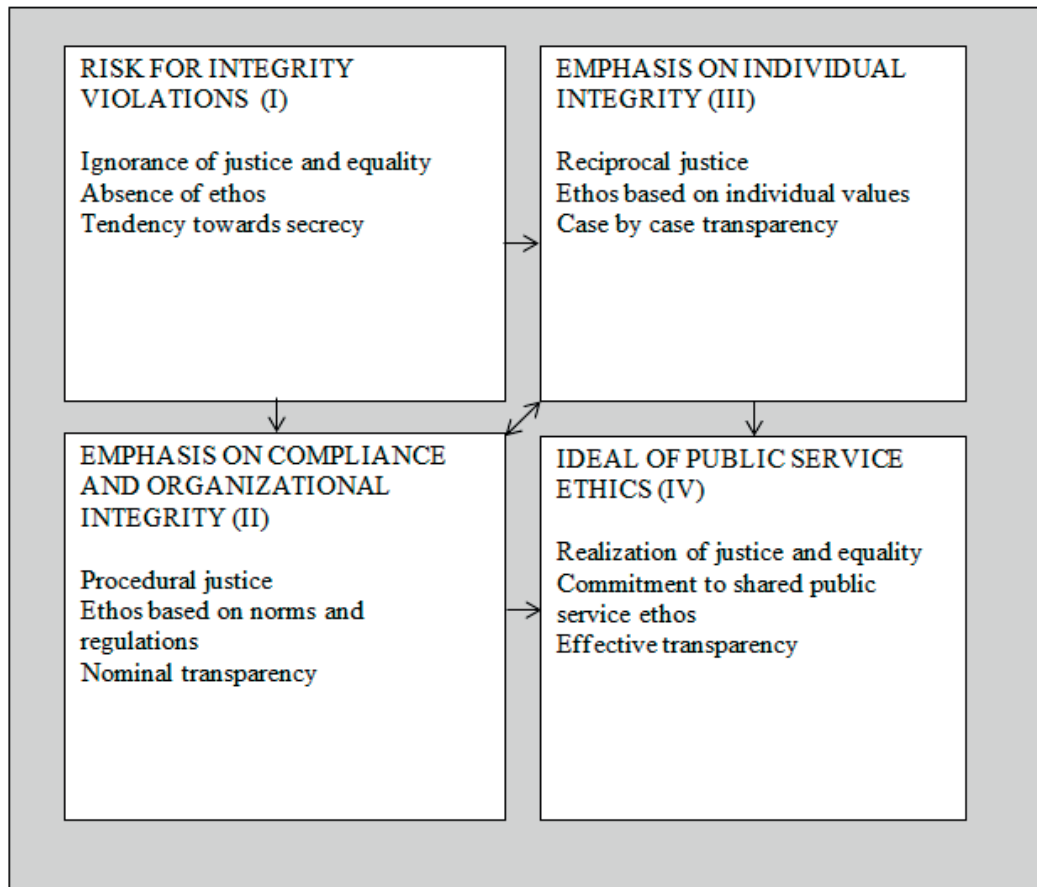 RISK FOR INTEGRITY
VIOLATIONS (I)
Ignorance of justice and equality
Absence of ethos
Tendency towards secrecy
EMPHASIS ON INDIVIDUAL
INTEGRITY (III)
Reciprocal justice
Ethos based on individual values
Case by case transparency
EMPHASIS ON COMPLIANCE
AND ORGANIZATIONAL
INTEGRITY (II)
Procedural justice
Ethos based on norms and
regulations
Nominal transparency
IDEAL OF PUBLIC SERVICE
ETHICS (IV)
Realization of justice and equality
Commitment to shared public
service ethos
Effective transparency